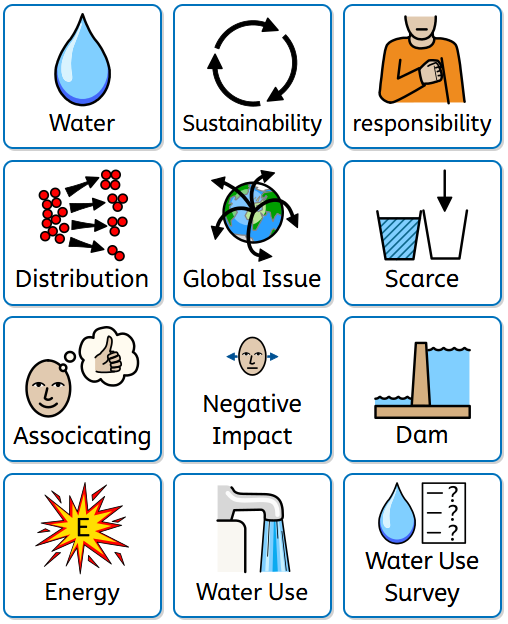 Water
Sustainability
responsibility
Distribution
Global Issue
Scarce
Associcating
Negative
Impact
Dam
E
Energy
Water Use
?
?
?
Water Use
Survey